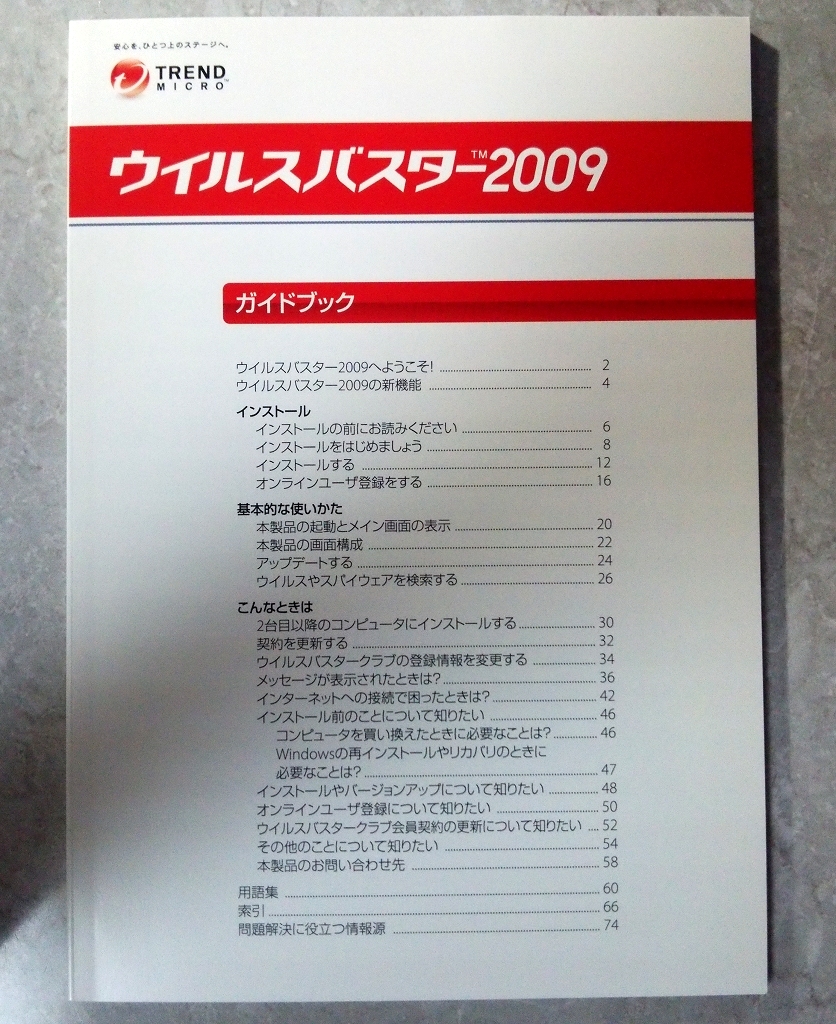 安心を、ひとつ上のステージへ。
TREND
MICRO™
ウイルスバスター™2009
ガイドブック
ウイルスバスター2009へようこそ! 2
ウイルスバスター2009の新機能 4
インストール
インストールの前にお読みください 6
インストールをはじめましょう 8
インストールする 12
オンラインユーザ登録をする 16
基本的な使いかた
本製品の起動とメイン画面の表示 20
本製品の画面構成 22
アップデートする 24
ウイルスやスパイウェアを検索する 26
こんなときは
2台目以降のコンピュータにインストールする 30
契約を更新する 32
ウイルスバスタークラブの登録情報を変更する 34
メッセージが表示されたときは? 36
インターネットへの接続で困ったときは? 42
インストール前のことについて知りたい 46
コンピュータを買い換えたときに必要なことは? 46
Windowsの再インストールやリカバリのときに
必要なことは? 47
インストールやバージョンアップについて知りたい 48
オンラインユーザ登録について知りたい 50
ウイルスバスタークラブ会員契約の更新について知りたい 52
その他のことについて知りたい 54
本製品のお問い合わせ先 58
用語集 60
索引 66
問題解決に役立つ情報源 74